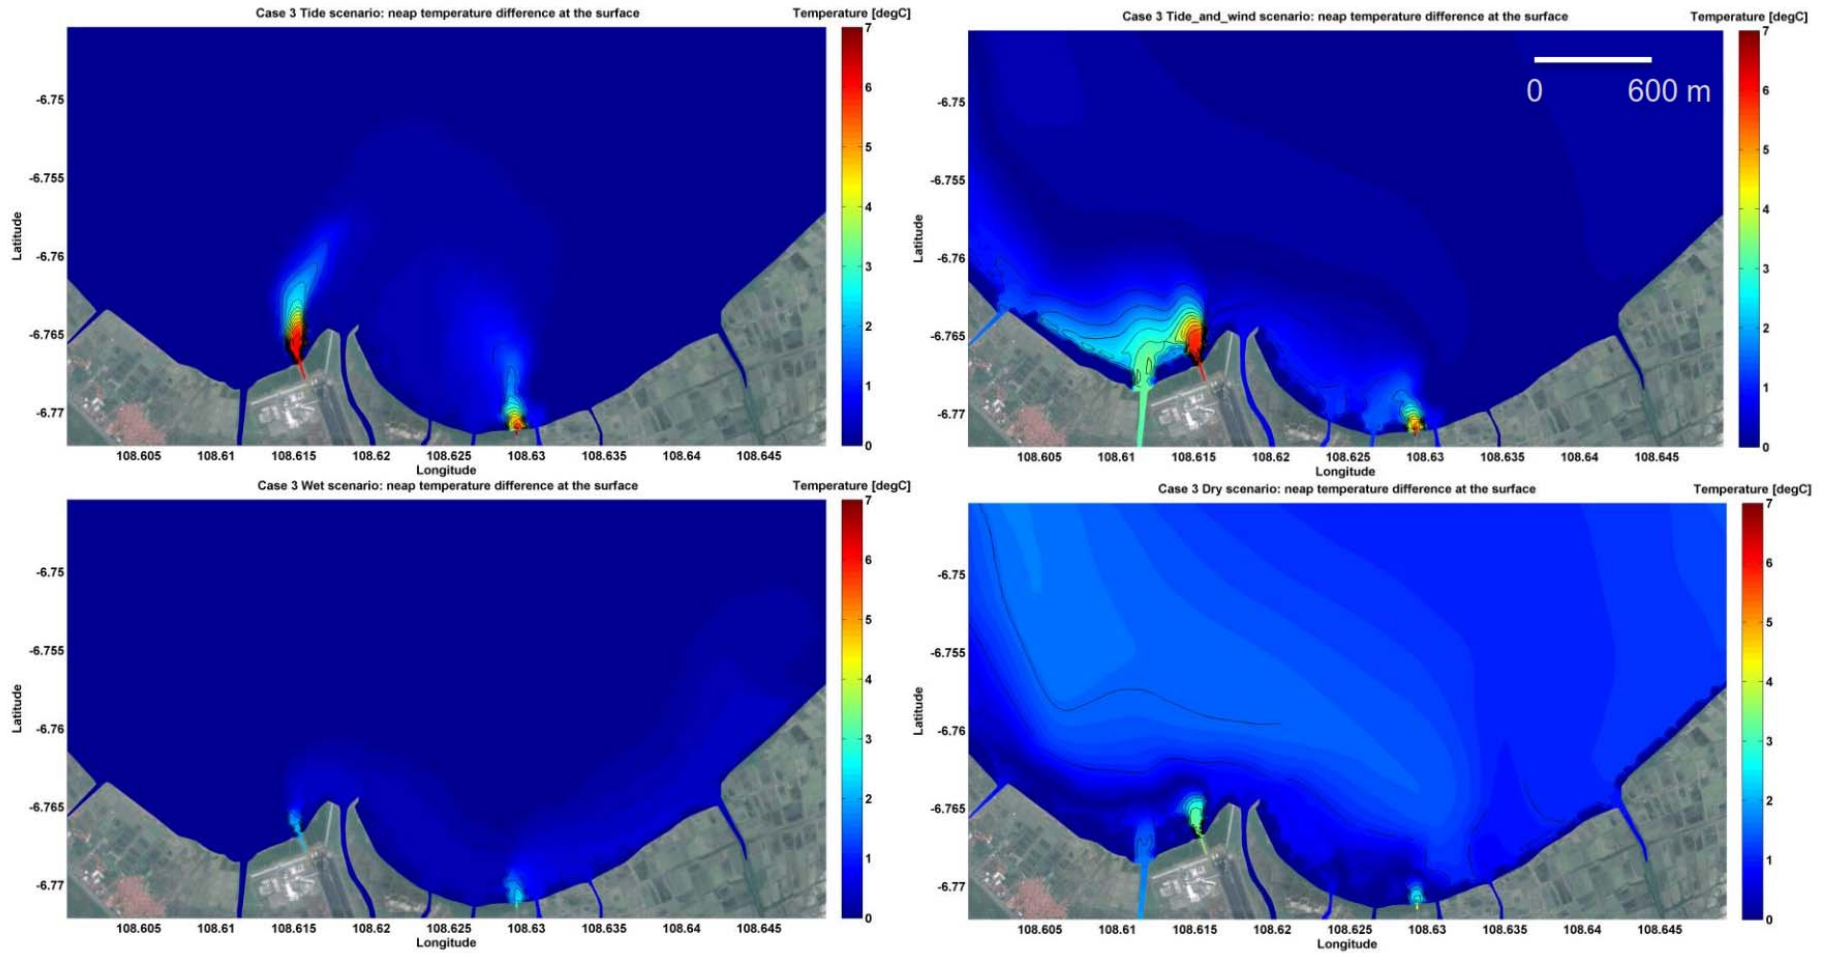 Case 3 Tide scenario: neap temperature difference at the surface
Temperature [degC]
7
6
5
4
3
2
1
0
-6.75
-6.755
-6.76
-6.765
-6.77
Latitude
108.605 108.61 108.615 108.62 108.625 108.63 108.635 108.64 108.645
Longitude
Case 3 Tide_and_wind scenario: neap temperature difference at the surface
Temperature [degC]
0 600 m
7
6
5
4
3
2
1
0
-6.75
-6.755
-6.76
-6.765
-6.77
Latitude
108.605 108.61 108.615 108.62 108.625 108.63 108.635 108.64 108.645
Longitude
Case 3 Wet scenario: neap temperature difference at the surface
Temperature [degC]
7
6
5
4
3
2
1
0
-6.75
-6.755
-6.76
-6.765
-6.77
Latitude
108.605 108.61 108.615 108.62 108.625 108.63 108.635 108.64 108.645
Longitude
Case 3 Dry scenario: neap temperature difference at the surface
Temperature [degC]
7
6
5
4
3
2
1
0
-6.75
-6.755
-6.76
-6.765
-6.77
Latitude
108.605 108.61 108.615 108.62 108.625 108.63 108.635 108.64 108.645
Longitude